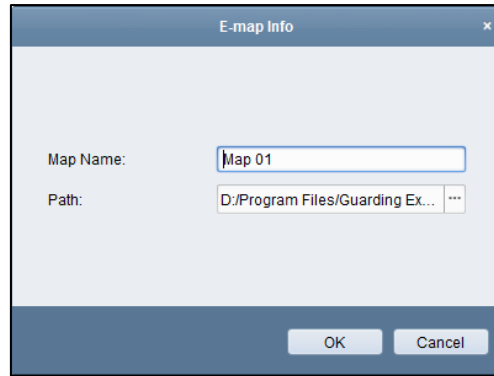 E-map Info ×
Map Name: Map 01
Path: D:/Program Files/Guarding Ex... ...
OK Cancel